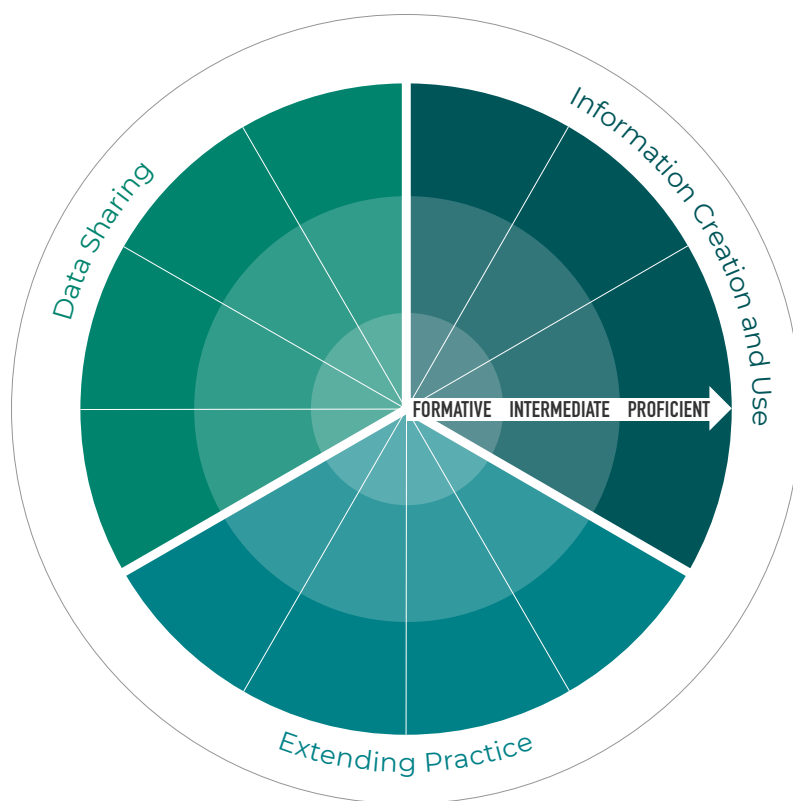 Data Sharing
Information Creation and Use
FORMATIVE INTERMEDIATE PROFICIENT
Extending Practice